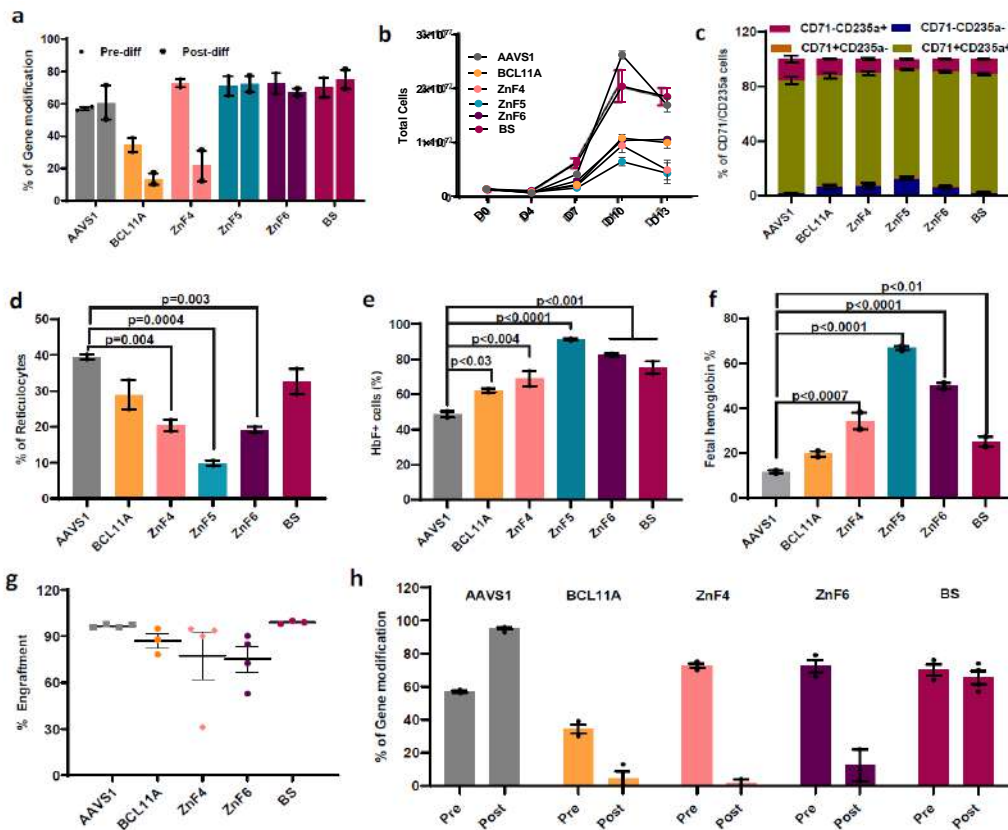 a
Pre-diff
Post-diff
% of Gene modification
100
80
60
40
20
0
AAVS1
BCL11A
ZnF4
ZnF5
ZnF6
BS
b
Total Cells
AAVS1
BCL11A
ZnF4
ZnF5
ZnF6
BS
0
c
CD71-CD235a+
CD71-CD235a-
CD71+CD235a-
CD71+CD235a+
% of CD71/CD235a cells
120
80
40
0
AAVS1
BCL11A
ZnF4
ZnF5
ZnF6
BS
d
p=0.003
p=0.0004
p=0.004
% of Reticulocytes
50
40
30
20
10
0
AAVS1
BCL11A
ZnF4
ZnF5
ZnF6
BS
e
p<0.001
p<0.0001
p<0.004
p<0.03
HbF+ cells (%)
100
80
60
40
20
0
AAVS1
BCL11A
ZnF4
ZnF5
ZnF6
BS
f
p<0.01
p<0.0001
p<0.0001
p<0.0007
Fetal hemoglobin %
80
60
40
20
0
AAVS1
BCL11A
ZnF4
ZnF5
ZnF6
BS
g
% Engraftment
120
90
60
30
0
AAVS1
BCL11A
ZnF4
ZnF6
BS
h
AAVS1
BCL11A
ZnF4
ZnF6
BS
% of Gene modification
100
80
60
40
20
0
Pre
Post
Pre
Post
Pre
Post
Pre
Post
Pre
Post